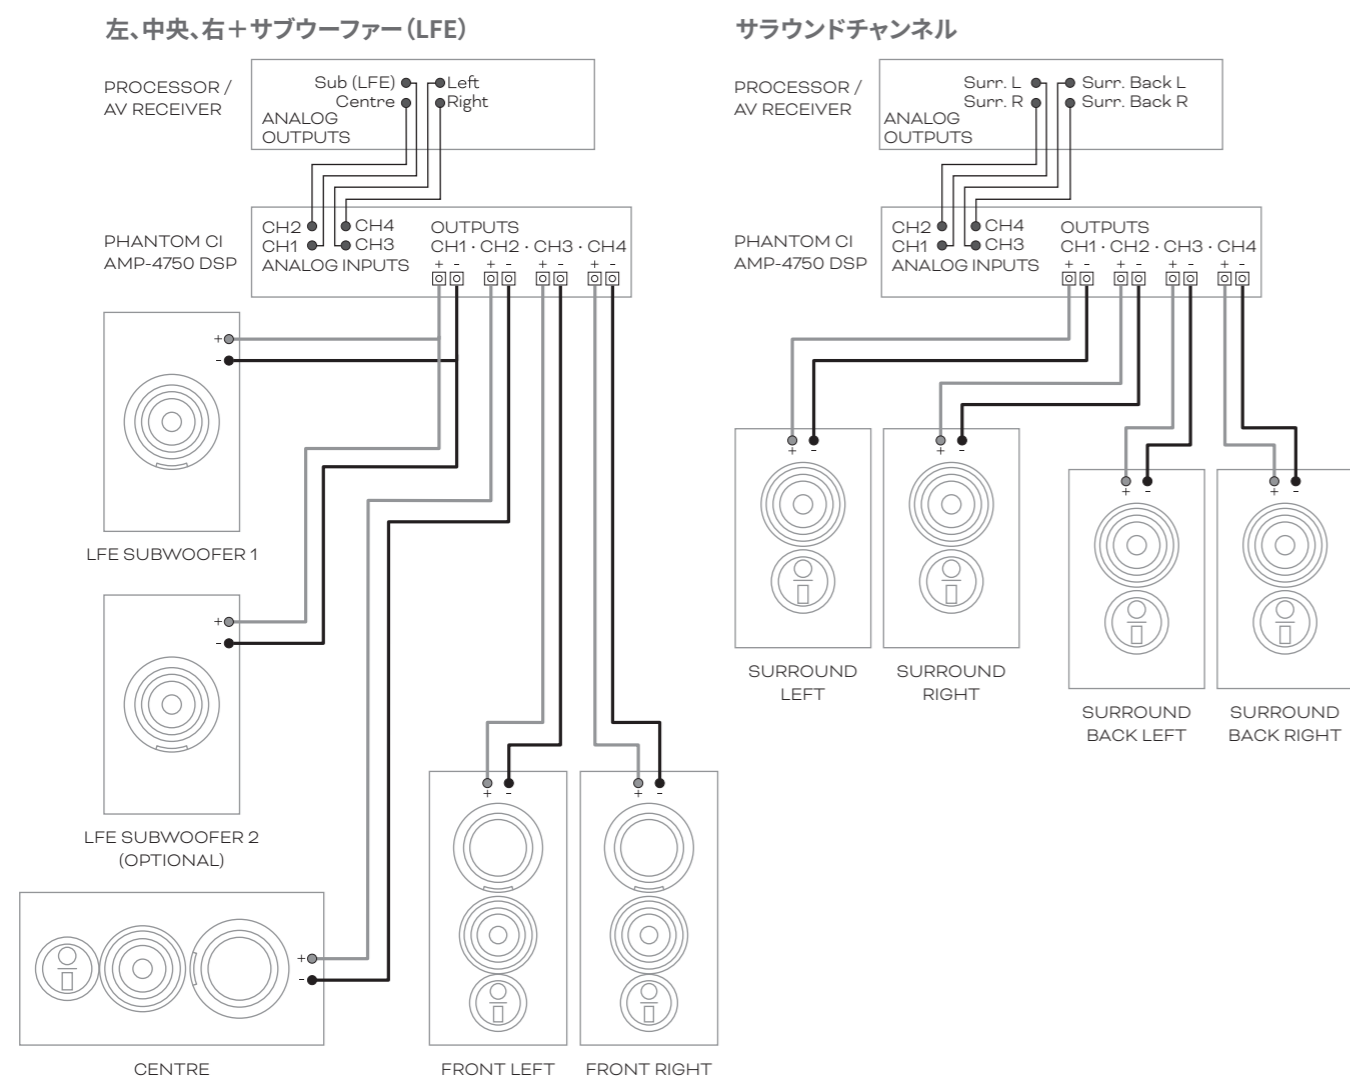 左、中央、右＋サブウーファー（LFE）
PROCESSOR /
AV RECEIVER
Sub (LFE)
Left
Centre
Right
ANALOG
OUTPUTS
PHANTOM CI
AMP-4750 DSP
CH2
CH4
CH1
CH3
ANALOG INPUTS
OUTPUTS
CH1 · CH2 · CH3 · CH4
+ - + - + - + -
+
-
LFE SUBWOOFER 1
+
-
LFE SUBWOOFER 2
(OPTIONAL)
+
-
CENTRE
+ -
FRONT LEFT
+ -
FRONT RIGHT
サラウンドチャンネル
PROCESSOR /
AV RECEIVER
Surr. L
Surr. Back L
Surr. R
Surr. Back R
ANALOG
OUTPUTS
PHANTOM CI
AMP-4750 DSP
CH2
CH4
CH1
CH3
ANALOG INPUTS
OUTPUTS
CH1 · CH2 · CH3 · CH4
+ - + - + - + -
+ -
SURROUND
LEFT
+ -
SURROUND
RIGHT
+ -
SURROUND
BACK LEFT
+ -
SURROUND
BACK RIGHT